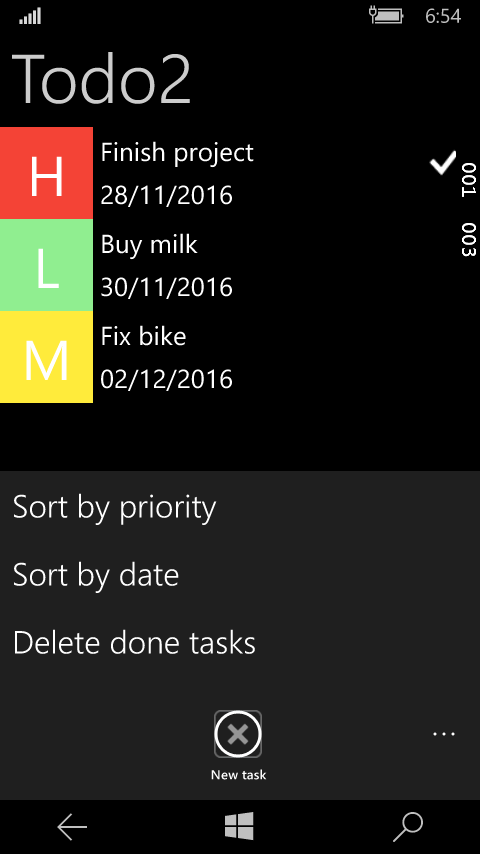 6:54
Todo2
H
Finish project
28/11/2016
001
003
L
Buy milk
30/11/2016
M
Fix bike
02/12/2016
Sort by priority
Sort by date
Delete done tasks
...
New task